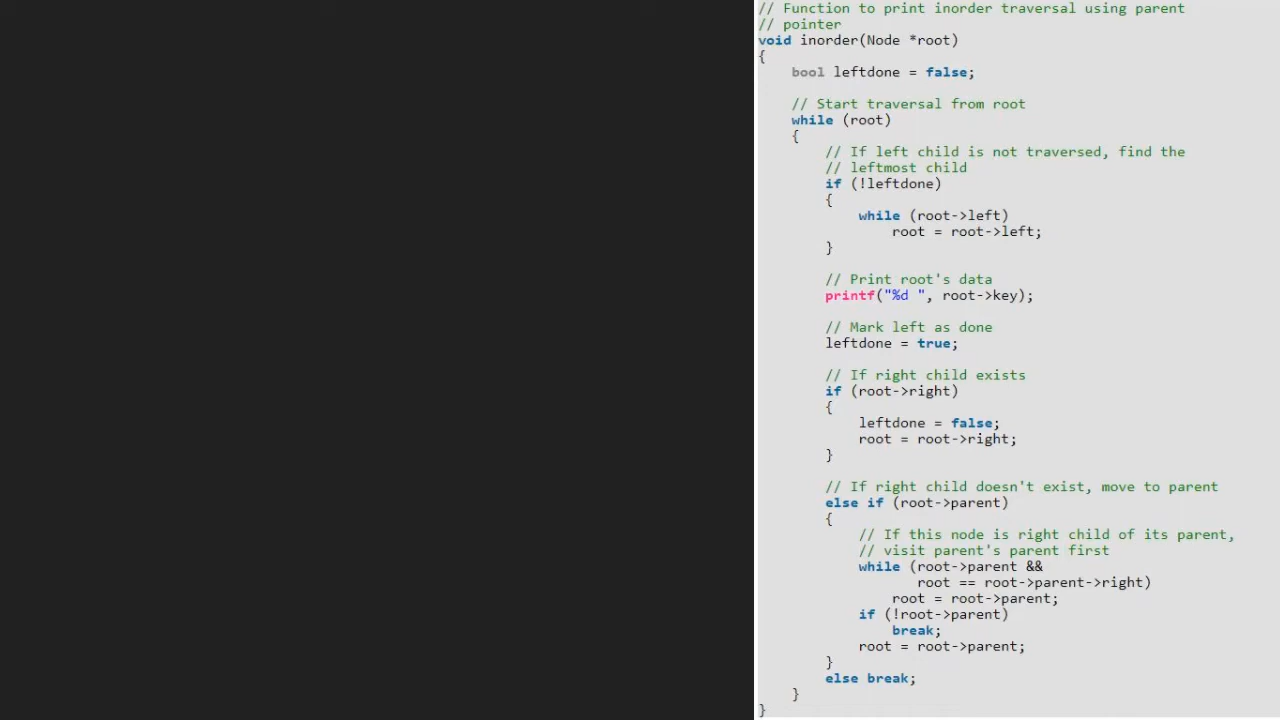 // Function to print inorder traversal using parent
// pointer
void inorder(Node *root)
{
    bool leftdone = false;

    // Start traversal from root
    while (root)
    {
        // If left child is not traversed, find the
        // leftmost child
        if (!leftdone)
        {
            while (root->left)
                root = root->left;
        }

        // Print root's data
        printf("%d ", root->key);

        // Mark left as done
        leftdone = true;

        // If right child exists
        if (root->right)
        {
            leftdone = false;
            root = root->right;
        }

        // If right child doesn't exist, move to parent
        else if (root->parent)
        {
            // If this node is right child of its parent,
            // visit parent's parent first
            while (root->parent &&
                   root == root->parent->right)
                root = root->parent;
            if (!root->parent)
                break;
            root = root->parent;
        }
        else break;
    }
}